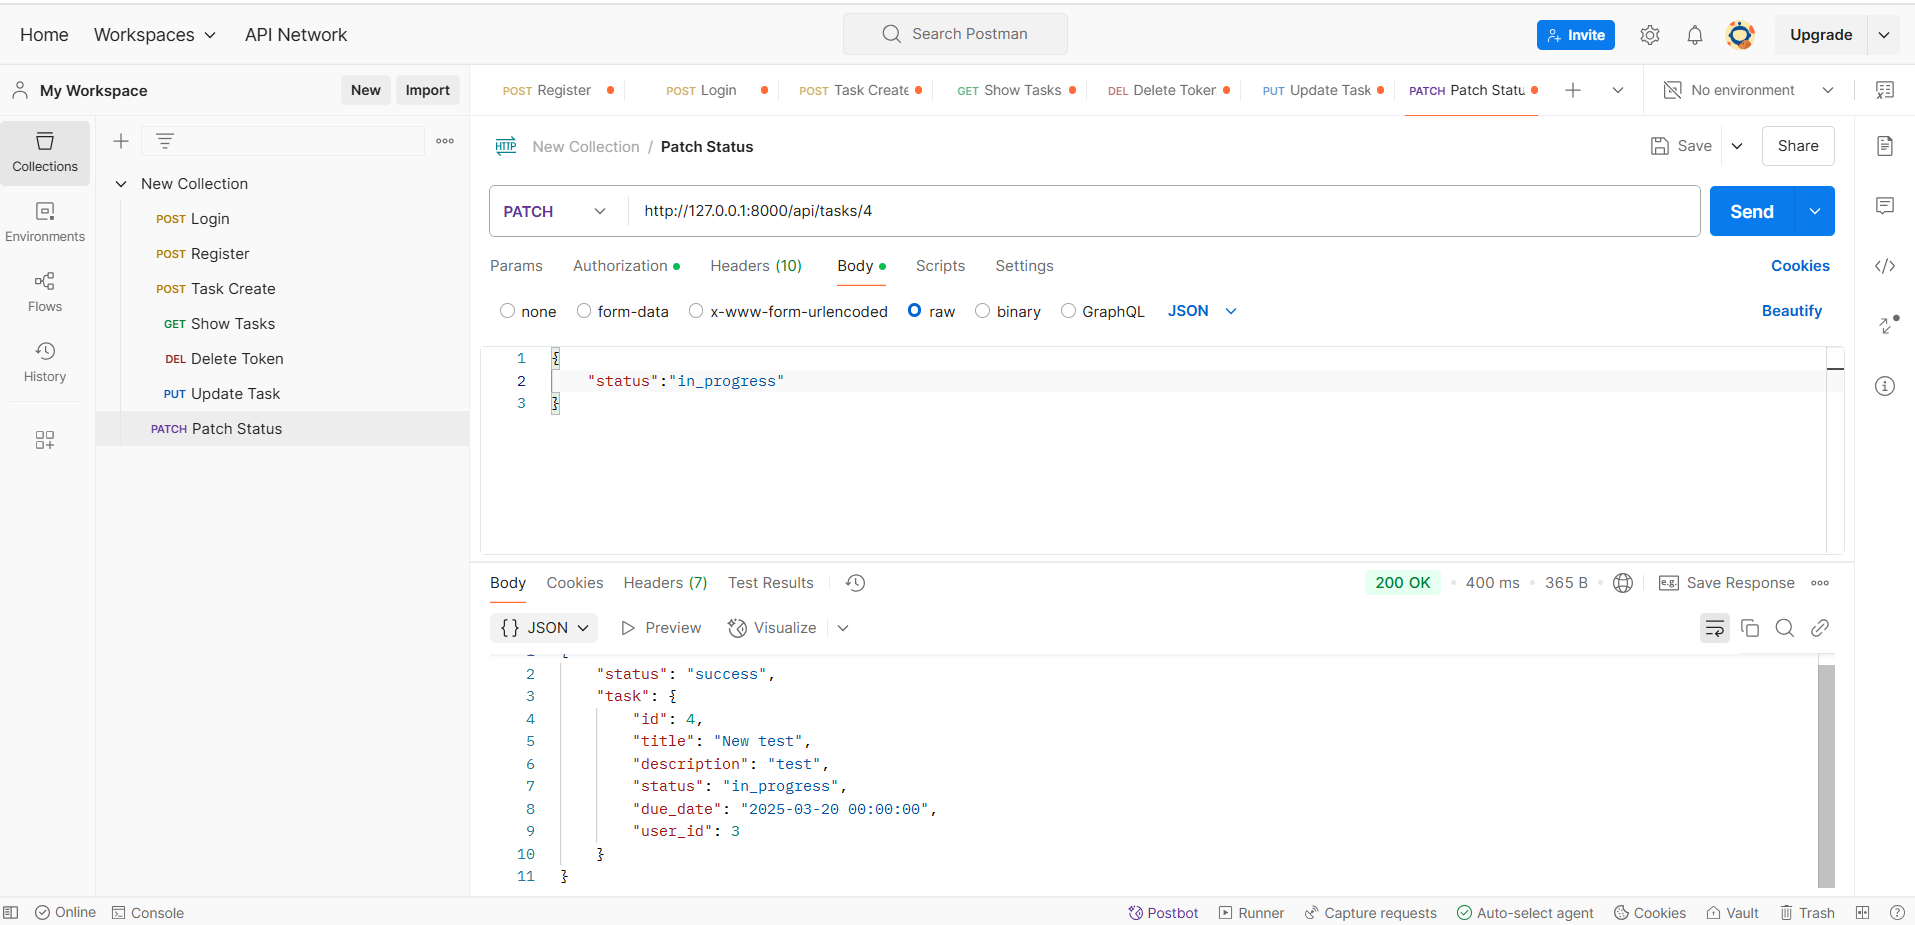 Home Workspaces API Network Search Postman Invite Upgrade
My Workspace New Import
POST Register POST Login POST Task Create GET Show Tasks DEL Delete Token PUT Update Task PATCH Patch Statu No environment
Collections
Environments
Flows
History
New Collection
POST Login
POST Register
POST Task Create
GET Show Tasks
DEL Delete Token
PUT Update Task
PATCH Patch Status
HTTP New Collection / Patch Status Save Share
PATCH http://127.0.0.1:8000/api/tasks/4 Send
Params Authorization Headers (10) Body Scripts Settings Cookies
none form-data x-www-form-urlencoded raw binary GraphQL JSON Beautify
1 {
2 "status":"in_progress"
3 }
Body Cookies Headers (7) Test Results 200 OK 400 ms 365 B e.g. Save Response
{} JSON Preview Visualize
2 "status": "success",
3 "task": {
4 "id": 4,
5 "title": "New test",
6 "description": "test",
7 "status": "in_progress",
8 "due_date": "2025-03-20 00:00:00",
9 "user_id": 3
10 }
11 }
Online Console Postbot Runner Capture requests Auto-select agent Cookies Vault Trash